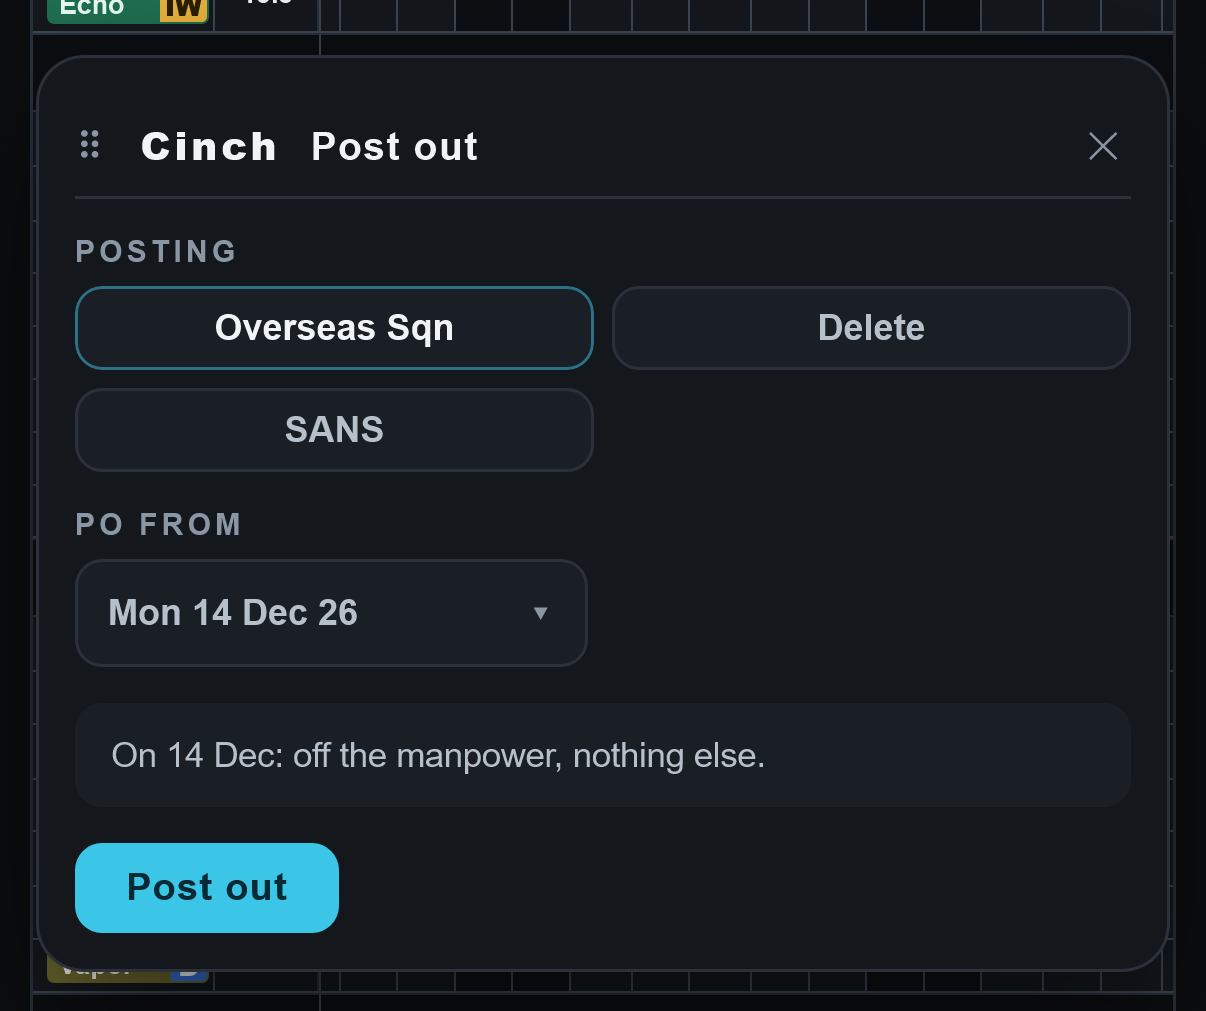 Echo IW
Cinch Post out
POSTING
Overseas Sqn Delete
SANS
PO FROM
Mon 14 Dec 26
On 14 Dec: off the manpower, nothing else.
Post out